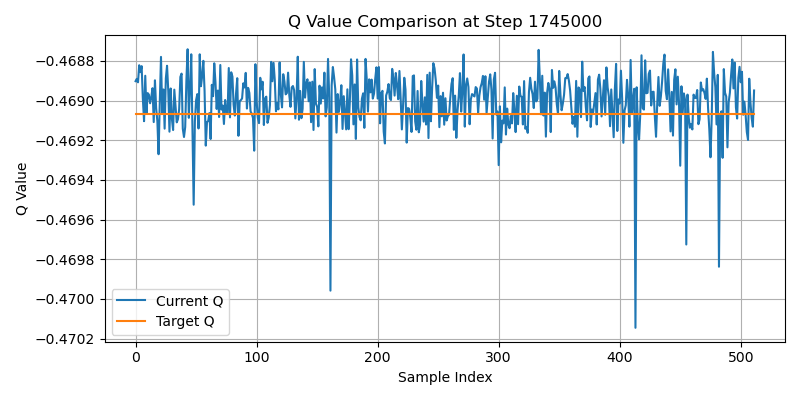 Q Value Comparison at Step 1745000
Q Value
−0.4688
−0.4690
−0.4692
−0.4694
−0.4696
−0.4698
−0.4700
−0.4702
Current Q
Target Q
0
100
200
300
400
500
Sample Index